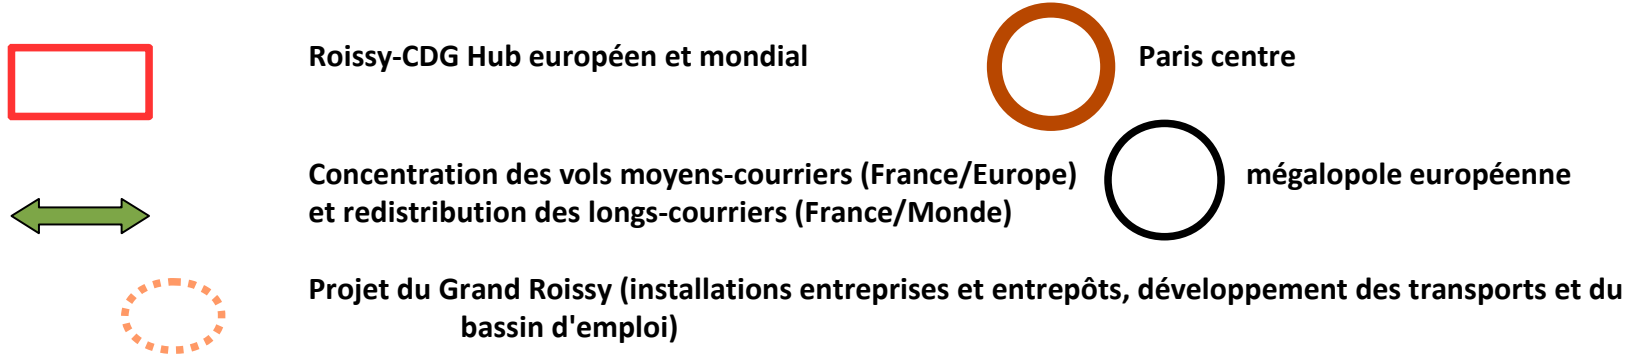 Roissy-CDG Hub européen et mondial
Paris centre
Concentration des vols moyens-courriers (France/Europe)
et redistribution des longs-courriers (France/Monde)
mégalopole européenne
Projet du Grand Roissy (installations entreprises et entrepôts, développement des transports et du
bassin d'emploi)